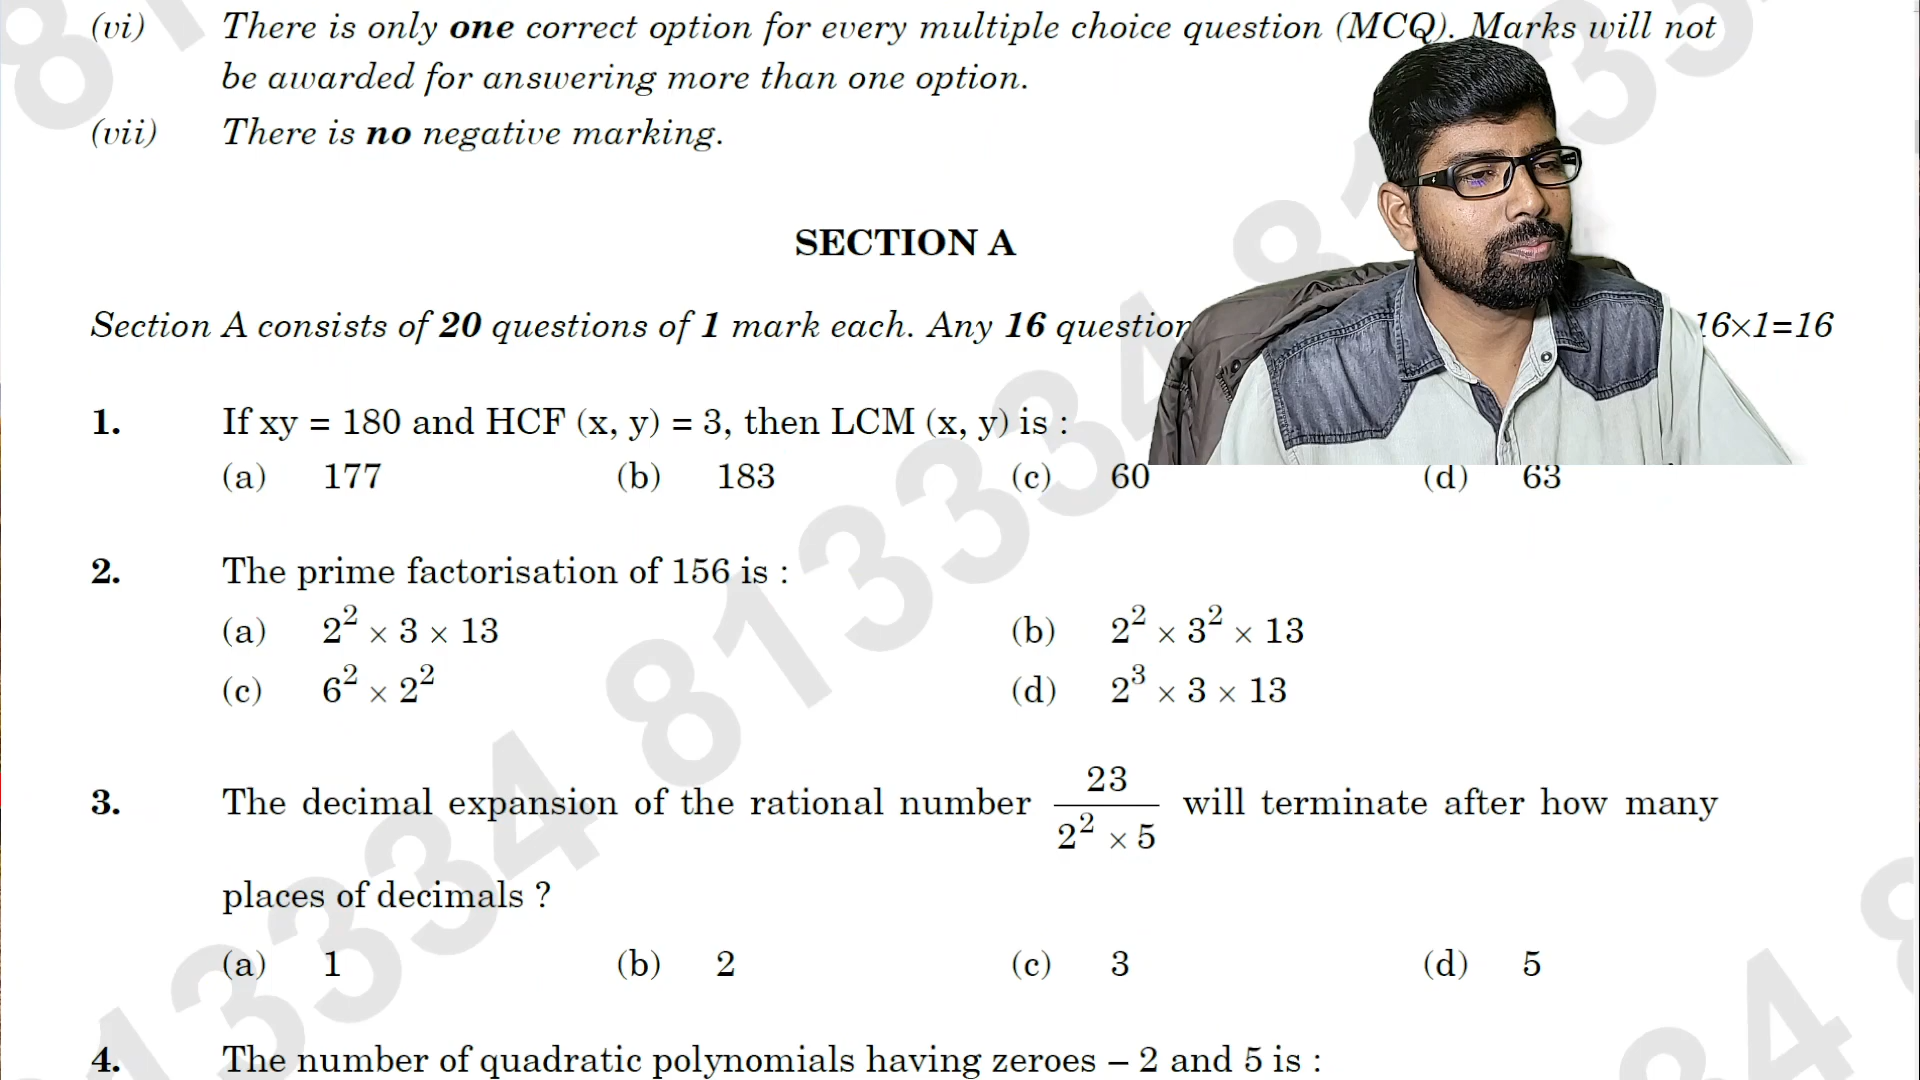 (vi) There is only one correct option for every multiple choice question (MCQ). Marks will not
be awarded for answering more than one option.
(vii) There is no negative marking.
SECTION A
Section A consists of 20 questions of 1 mark each. Any 16 16×1=16
1. If xy = 180 and HCF (x, y) = 3, then LCM (x, y) is :
(a) 177 (b) 183 (c) 60 (d) 63
2. The prime factorisation of 156 is :
(a) 2² × 3 × 13 (b) 2² × 3² × 13
(c) 6² × 2² (d) 2³ × 3 × 13
3. The decimal expansion of the rational number 23 / 2² × 5 will terminate after how many
places of decimals ?
(a) 1 (b) 2 (c) 3 (d) 5
4. The number of quadratic polynomials having zeroes – 2 and 5 is :
81334 81334